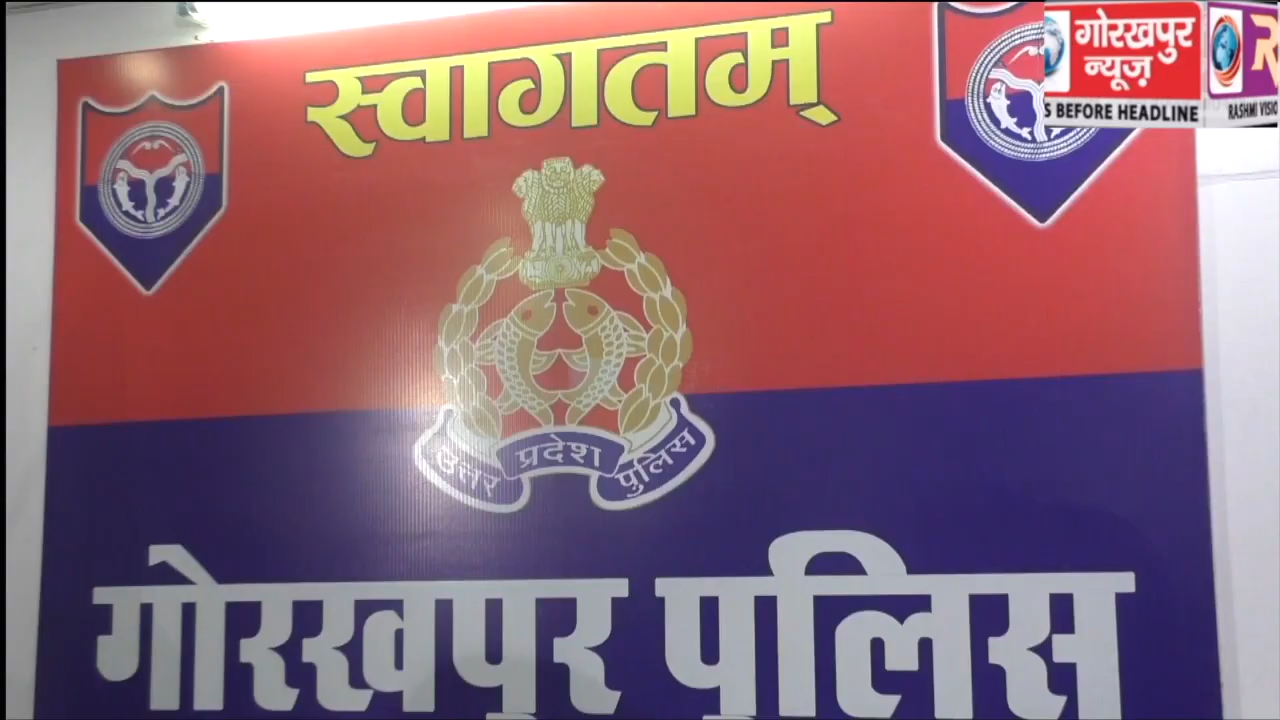 स्वागतम्
गोरखपुर
न्यूज़
S BEFORE HEADLINE
R
RASHMI VISIO
उत्तर प्रदेश पुलिस
गोरखपुर पुलिस